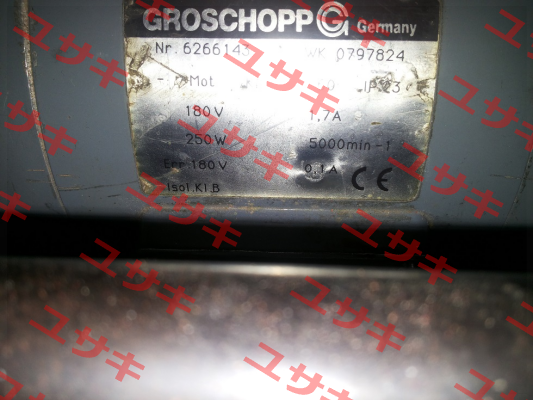 GROSCHOPP G Germany
Nr. 6266143 WK 0797824
Mot
180V 1,7A
250W 5000min-1
Err 180V 0,1A CE
Isol.Kl.B
ユサキ